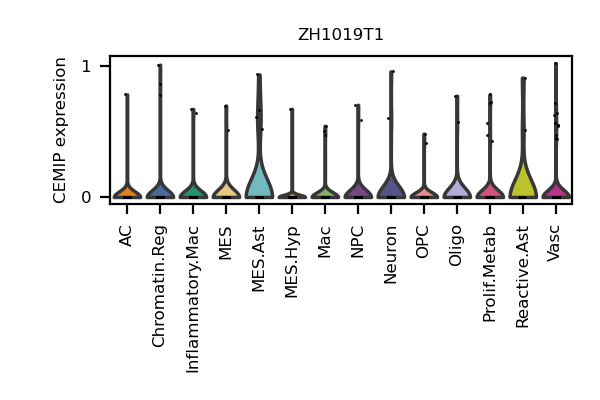 ZH1019T1
CEMIP expression
1
0
AC
Chromatin.Reg
Inflammatory.Mac
MES
MES.Ast
MES.Hyp
Mac
NPC
Neuron
OPC
Oligo
Prolif.Metab
Reactive.Ast
Vasc